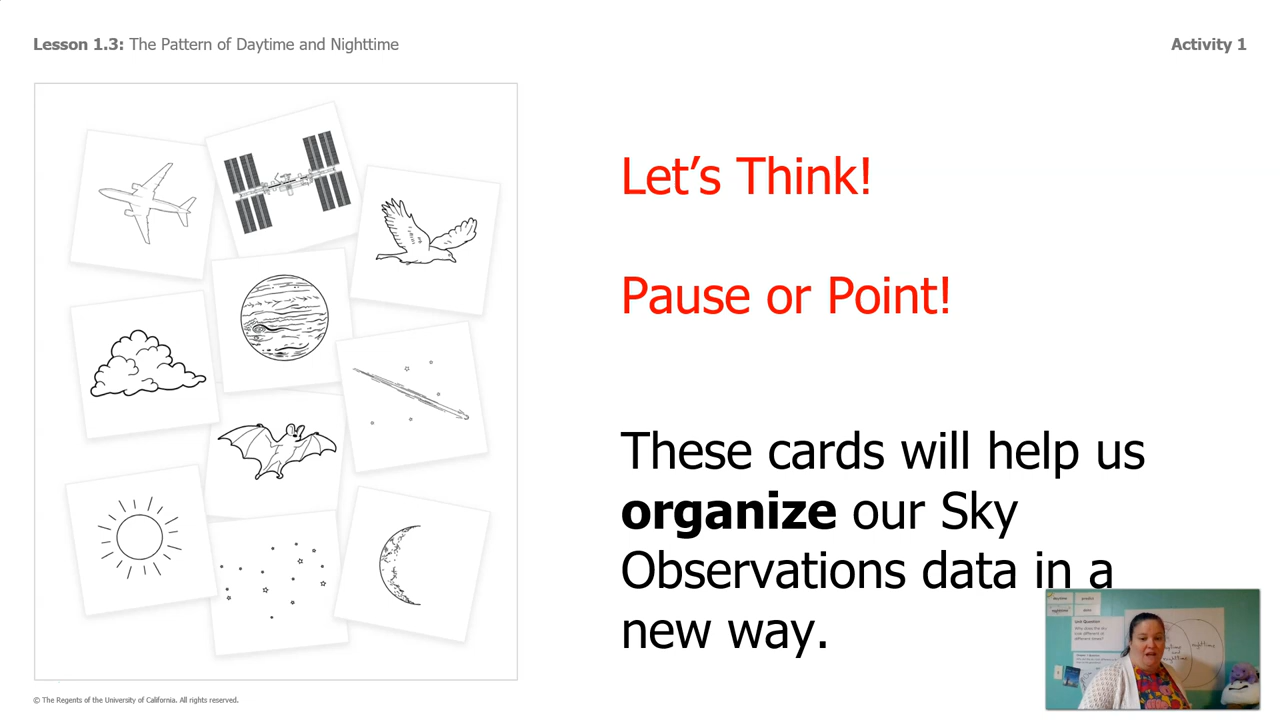 Lesson 1.3: The Pattern of Daytime and Nighttime
Activity 1
Let's Think!
Pause or Point!
These cards will help us
organize our Sky
Observations data in a
new way.
nighttime
© The Regents of the University of California. All rights reserved.